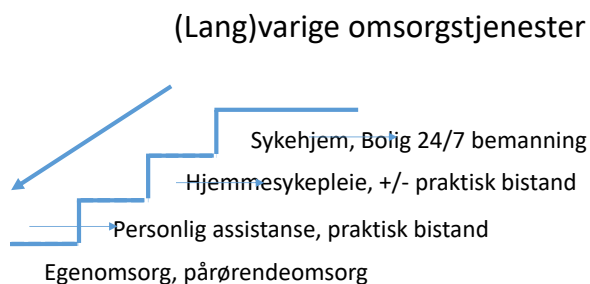 (Lang)varige omsorgstjenester
Sykehjem, Bolig 24/7 bemanning
Hjemmesykepleie, +/- praktisk bistand
Personlig assistanse, praktisk bistand
Egenomsorg, pårørendeomsorg